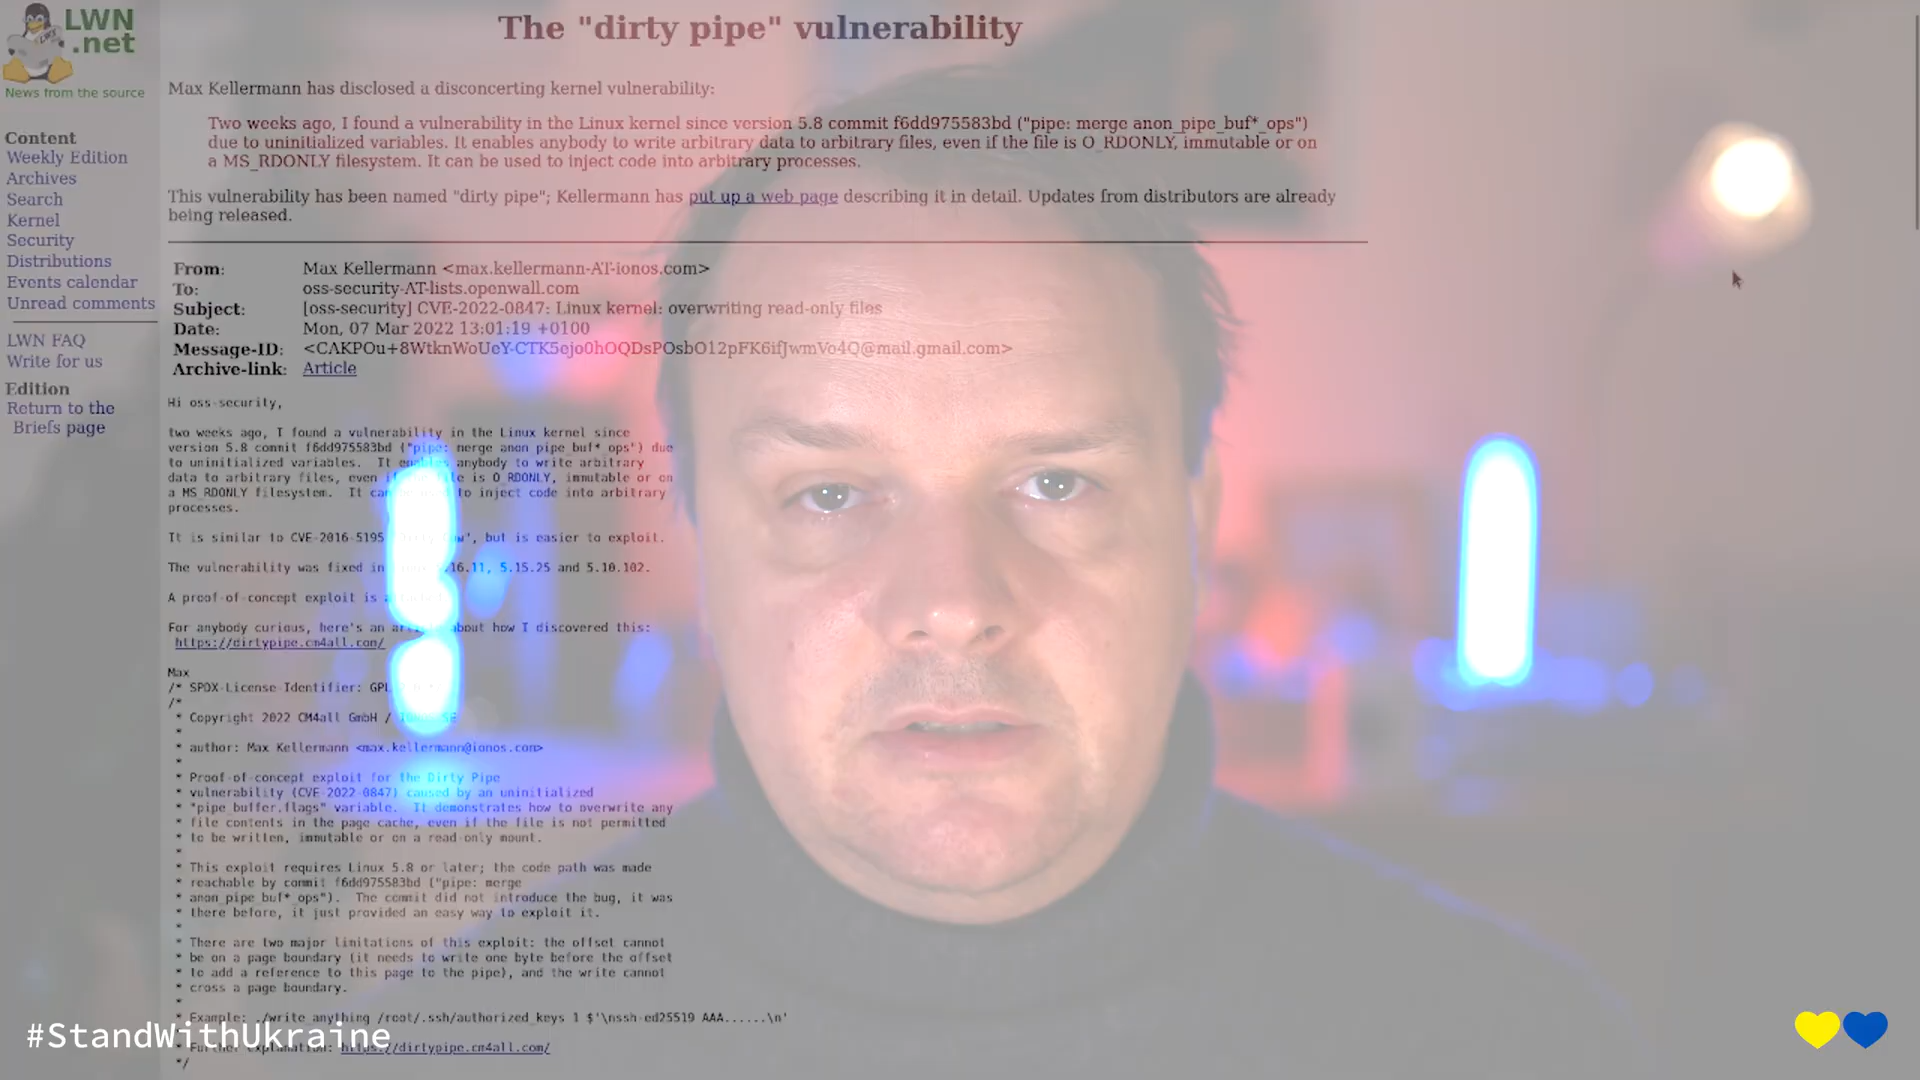 LWN
.net
News from the source
Content
Weekly Edition
Archives
Search
Kernel
Security
Distributions
Events calendar
Unread comments
LWN FAQ
Write for us
Edition
Return to the
Briefs page
The "dirty pipe" vulnerability
Max Kellermann has disclosed a disconcerting kernel vulnerability:
Two weeks ago, I found a vulnerability in the Linux kernel since version 5.8 commit f6dd975583bd ("pipe: merge anon_pipe_buf*_ops")
due to uninitialized variables. It enables anybody to write arbitrary data to arbitrary files, even if the file is O_RDONLY, immutable or on
a MS_RDONLY filesystem. It can be used to inject code into arbitrary processes.
This vulnerability has been named "dirty pipe"; Kellermann has put up a web page describing it in detail. Updates from distributors are already
being released.
From: Max Kellermann <max.kellermann-AT-ionos.com>
To: oss-security-AT-lists.openwall.com
Subject: [oss-security] CVE-2022-0847: Linux kernel: overwriting read-only files
Date: Mon, 07 Mar 2022 13:01:19 +0100
Message-ID:
Archive-link: Article
Hi oss-security,
two weeks ago, I found a vulnerability in the Linux kernel since
version 5.8 commit f6dd975583bd ("pipe: merge anon_pipe_buf*_ops") due
to uninitialized variables. It enables anybody to write arbitrary
data to arbitrary files, even if the file is O_RDONLY, immutable or on
a MS_RDONLY filesystem. It can be used to inject code into arbitrary
processes.
It is similar to CVE-2016-5195 but is easier to exploit.
The vulnerability was fixed in 16.11, 5.15.25 and 5.10.102.
A proof-of-concept exploit is
For anybody curious, here's an about how I discovered this:
https://dirtypipe.cm4all.com/
Max
/* SPDX-License-Identifier: GPL
/*
* Copyright 2022 CM4all GmbH /
*
* author: Max Kellermann <max.kellermann@ionos.com>
*
* Proof-of-concept exploit for the Dirty Pipe
* vulnerability (CVE-2022-0847) caused by an uninitialized
* "pipe_buffer.flags" variable. It demonstrates how to overwrite any
* file contents in the page cache, even if the file is not permitted
* to be written, immutable or on a read-only mount.
*
* This exploit requires Linux 5.8 or later; the code path was made
* reachable by commit f6dd975583bd ("pipe: merge
* anon_pipe_buf*_ops"). The commit did not introduce the bug, it was
* there before, it just provided an easy way to exploit it.
*
* There are two major limitations of this exploit: the offset cannot
* be on a page boundary (it needs to write one byte before the offset
* to add a reference to this page to the pipe), and the write cannot
* cross a page boundary.
*
* Example: ./write_anything /root/.ssh/authorized_keys 1 $'\nssh-ed25519 AAA......\n'
*
* Further explanation: https://dirtypipe.cm4all.com/
*/
#StandWithUkraine